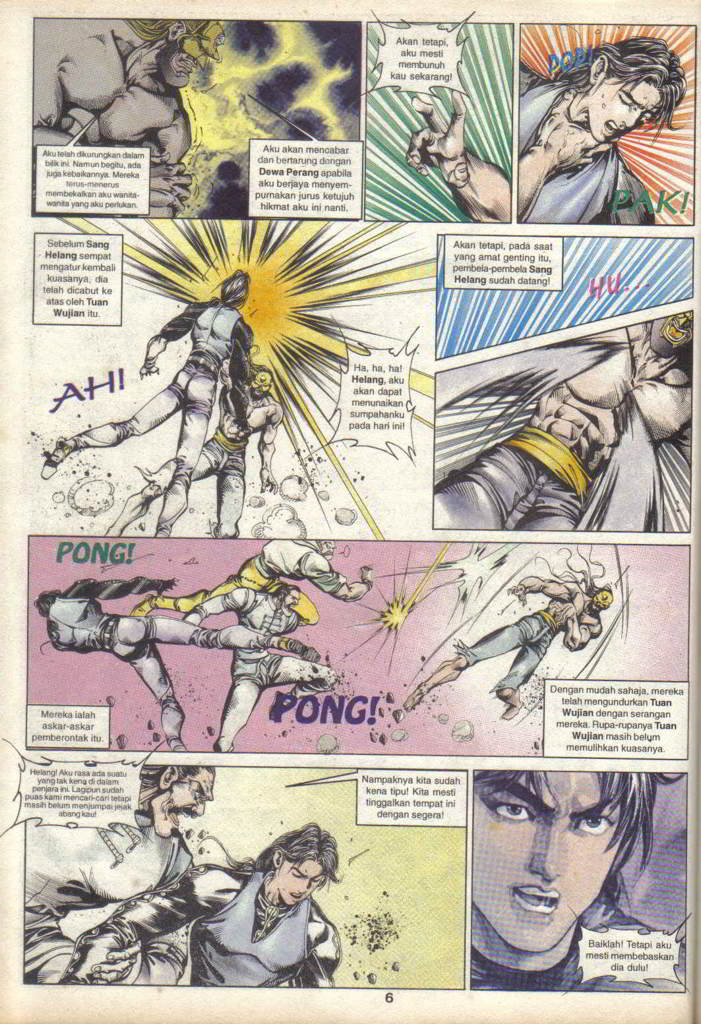 Aku telah dikurungkan dalam
bilik ini. Namun begitu, ada
juga kebaikannya. Mereka
terus-menerus
membekalkan aku wanita-
wanita yang aku perlukan.
Aku akan mencabar
dan bertarung dengan
Dewa Perang apabila
aku berjaya menyem-
purnakan jurus ketujuh
hikmat aku ini nanti.
Akan tetapi,
aku mesti
membunuh
kau sekarang!
POP!
PAK!
Sebelum Sang
Helang sempat
mengatur kembali
kuasanya, dia
telah dicabut ke
atas oleh Tuan
Wujian itu.
AH!
Ha, ha, ha!
Helang, aku
akan dapat
menunaikan
sumpahanku
pada hari ini!
Akan tetapi, pada saat
yang amat genting itu,
pembela-pembela Sang
Helang sudah datang!
HU...
PONG!
PONG!
Mereka ialah
askar-askar
pemberontak itu.
Dengan mudah sahaja, mereka
telah mengundurkan Tuan
Wujian dengan serangan
mereka. Rupa-rupanya Tuan
Wujian masih belum
memulihkan kuasanya.
Helang! Aku rasa ada suatu
yang tak kena di dalam
penjara ini. Lagipun sudah
puas kami mencari-cari tetapi
masih belum menjumpai jejak
abang kau!
Nampaknya kita sudah
kena tipu! Kita mesti
tinggalkan tempat ini
dengan segera!
Baiklah! Tetapi aku
mesti membebaskan
dia dulu!
6